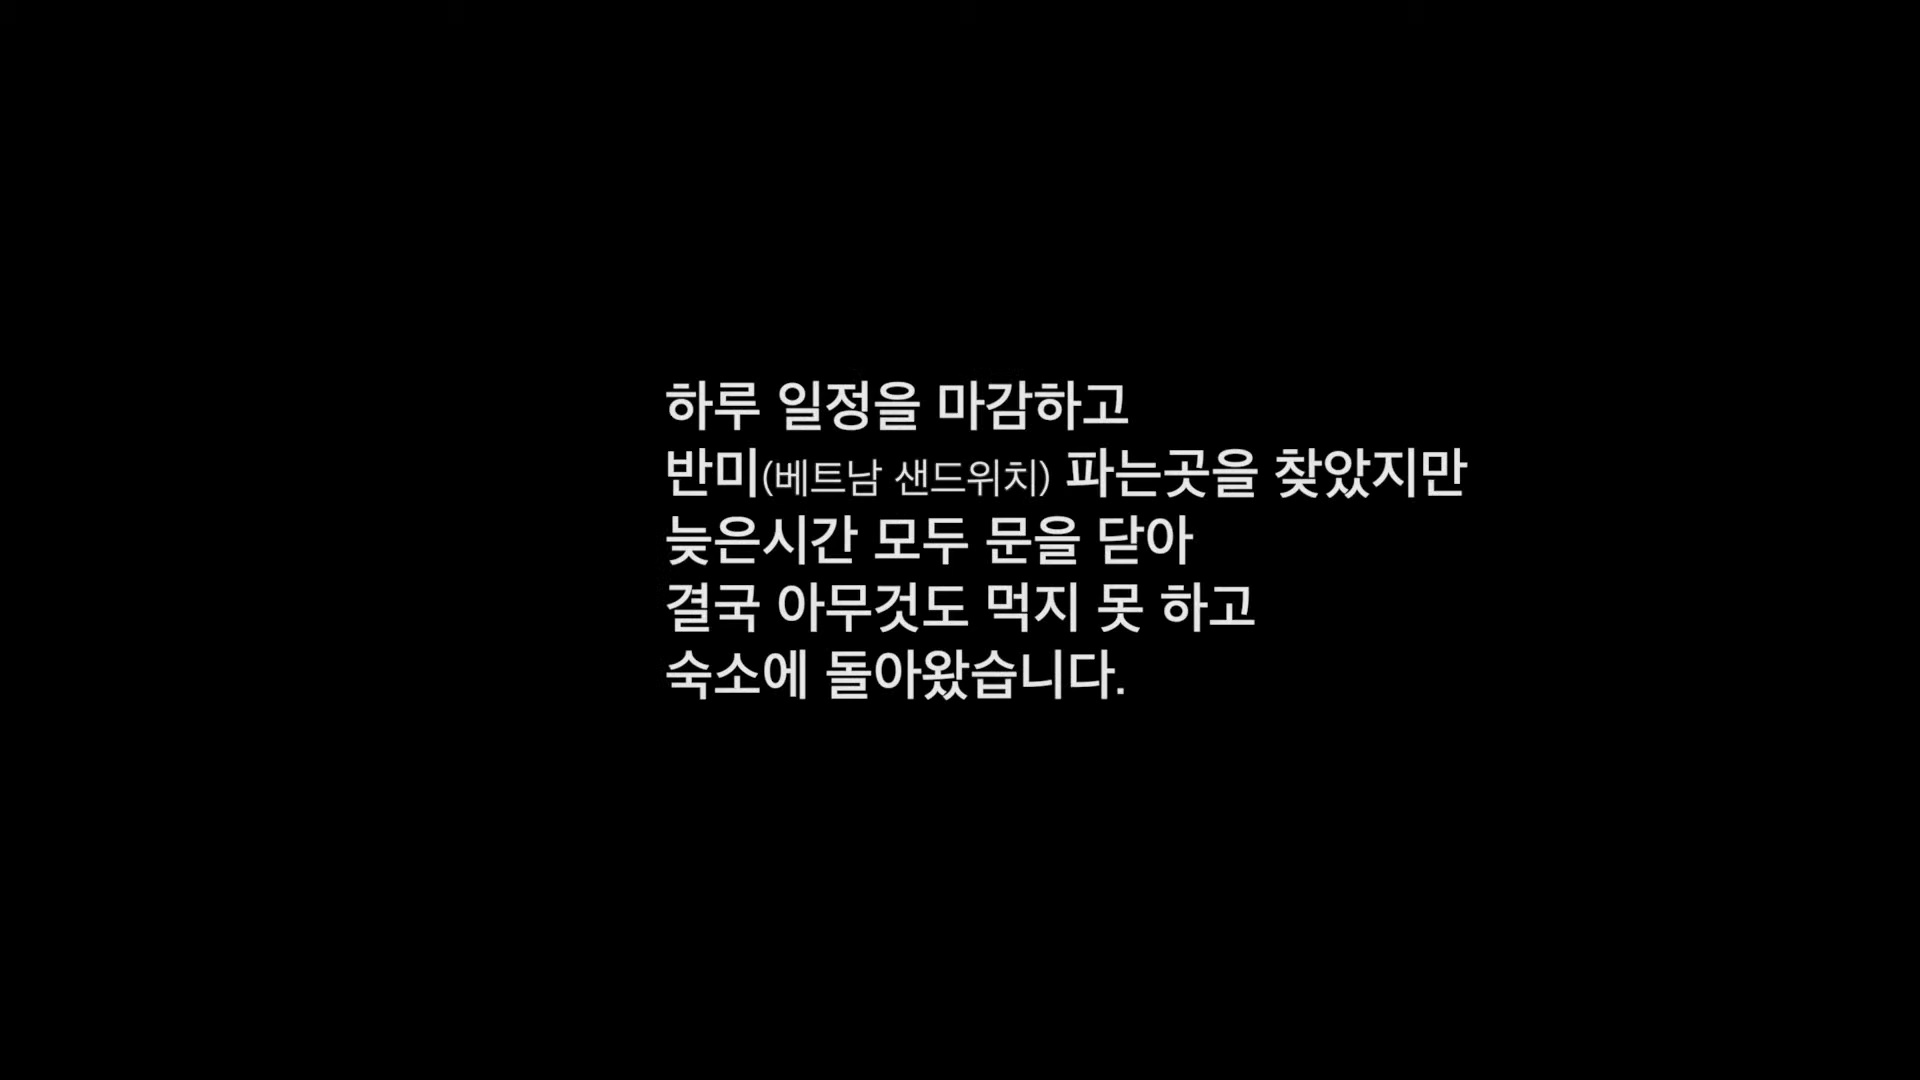 하루 일정을 마감하고
반미(베트남 샌드위치) 파는곳을 찾았지만
늦은시간 모두 문을 닫아
결국 아무것도 먹지 못 하고
숙소에 돌아왔습니다.